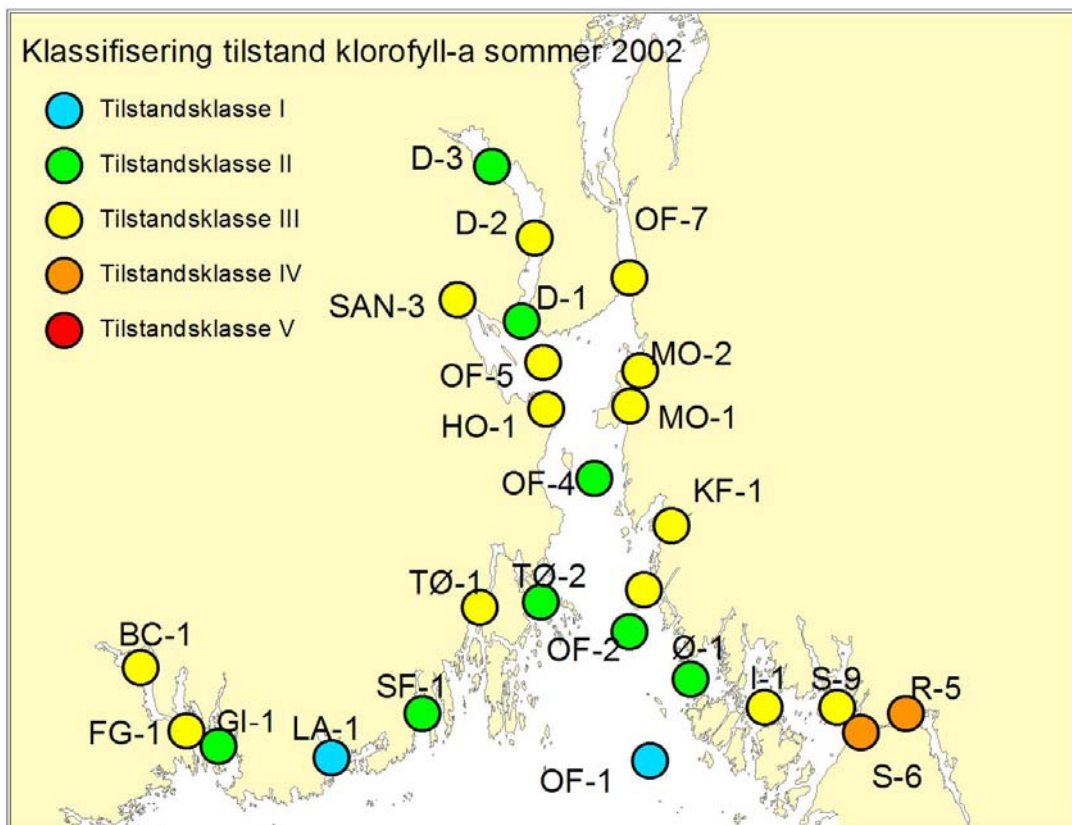 Klassifisering tilstand klorofyll-a sommer 2002
Tilstandsklasse I
Tilstandsklasse II
Tilstandsklasse III
Tilstandsklasse IV
Tilstandsklasse V
D-3
D-2
OF-7
SAN-3
D-1
OF-5
MO-2
HO-1
MO-1
OF-4
KF-1
TØ-1
TØ-2
OF-2
BC-1
Ø-1
SF-1
I-1
S-9
R-5
FG-1
GI-1
LA-1
OF-1
S-6